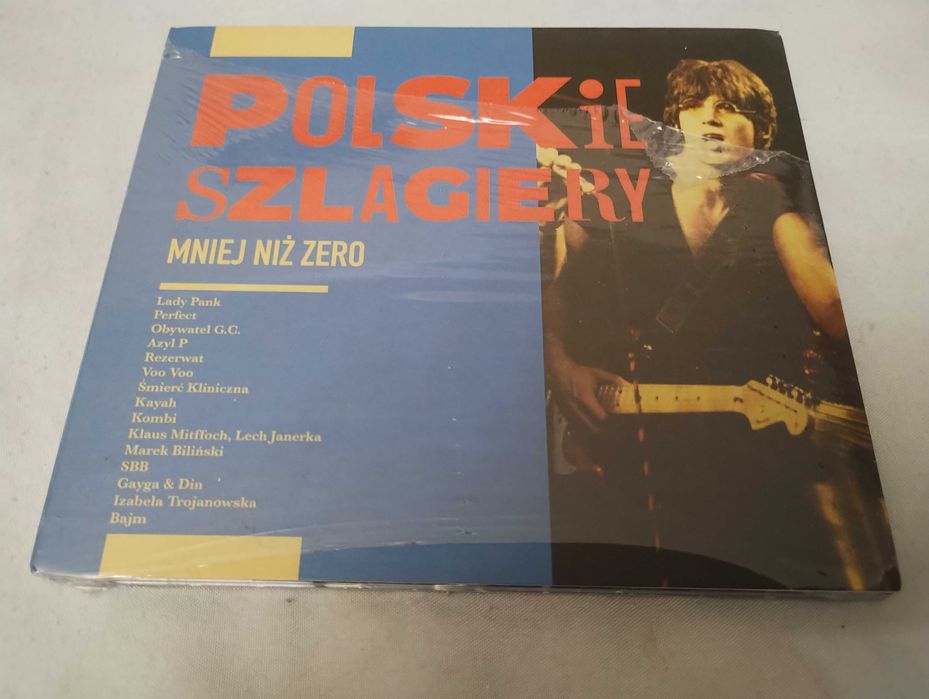 POLSKiE
SZLAGIERY
MNIEJ NIŻ ZERO
Lady Pank
Perfect
Obywatel G.C.
Azyl P
Rezerwat
Voo Voo
Śmierć Kliniczna
Kayah
Kombi
Klaus Mitffoch, Lech Janerka
Marek Biliński
SBB
Gayga & Din
Izabela Trojanowska
Bajm